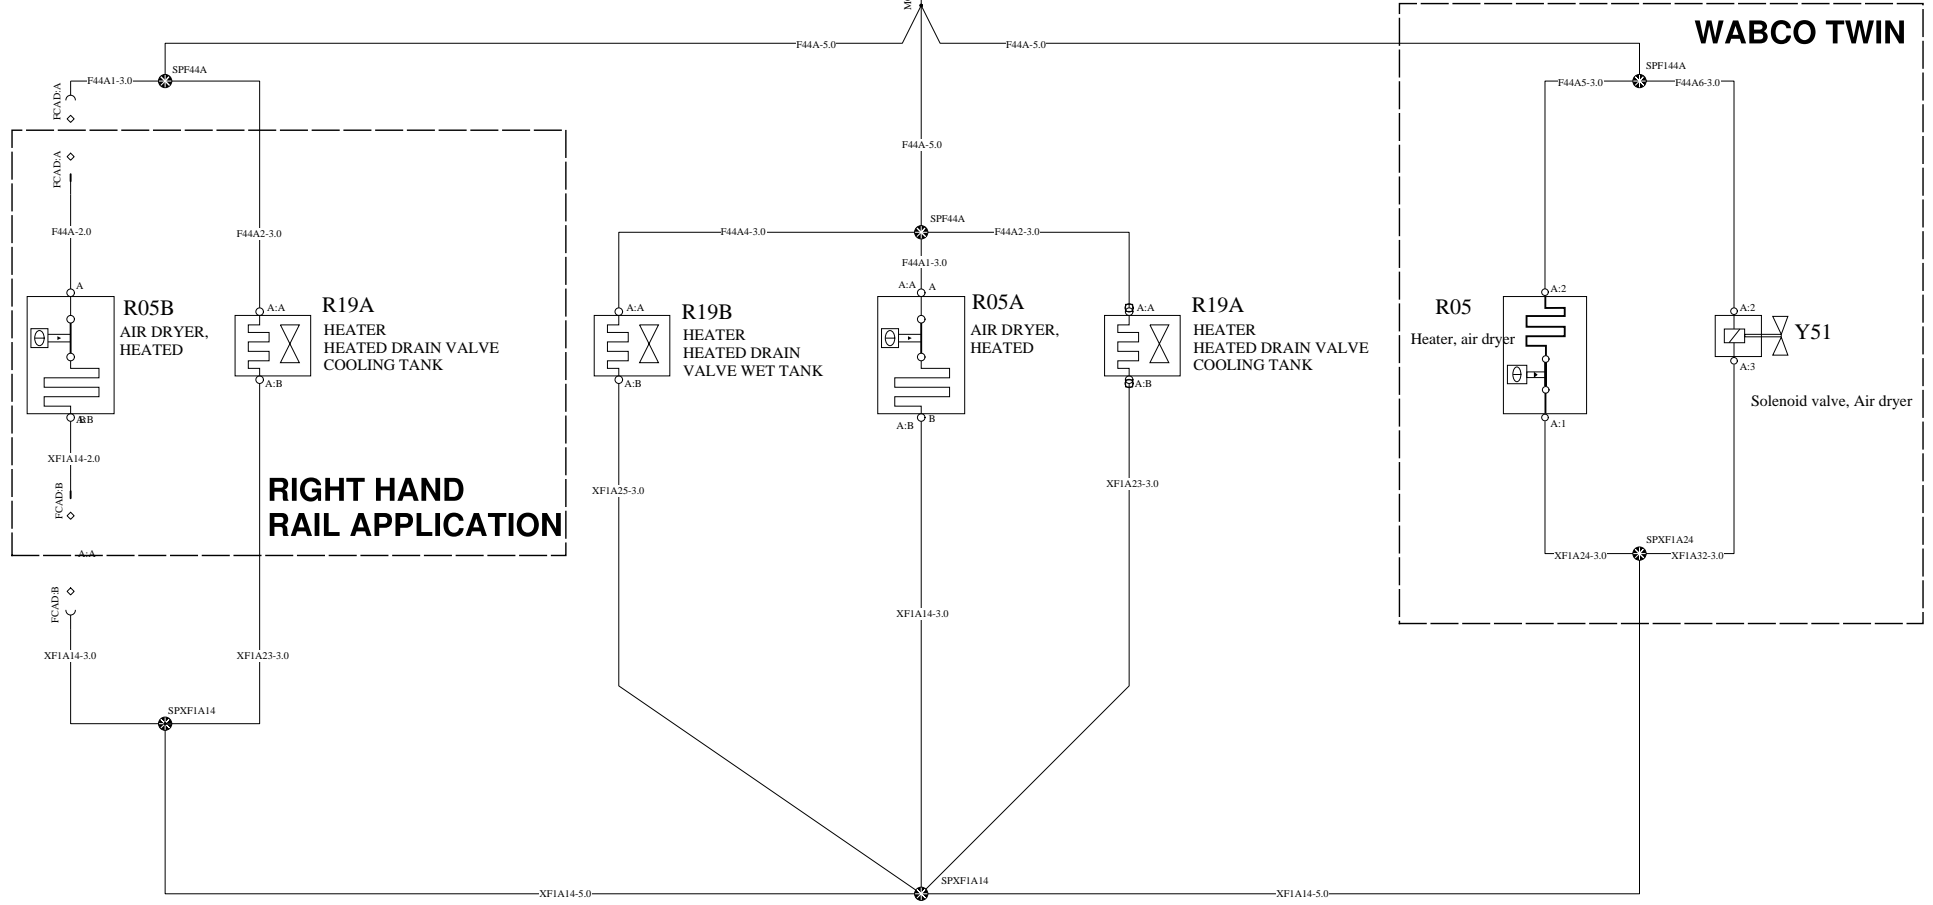 WABCO TWIN
F44A-5.0
F44A-5.0
SPF44A
SPF144A
F44A1-3.0
F44A5-3.0
F44A6-3.0
FCAD:A
F44A-5.0
FCAD:A
SPF44A
F44A-2.0
F44A2-3.0
F44A4-3.0
F44A2-3.0
F44A1-3.0
A
A:A
A
A:2
R05B
AIR DRYER,
HEATED
A:A
R19A
HEATER
HEATED DRAIN VALVE
COOLING TANK
A:B
A:A
R19B
HEATER
HEATED DRAIN
VALVE WET TANK
A:B
R05A
AIR DRYER,
HEATED
A:A
R19A
HEATER
HEATED DRAIN VALVE
COOLING TANK
A:B
R05
Heater, air dryer
A:2
Y51
A:3
Solenoid valve, Air dryer
A:B
B
A:1
XF1A14-2.0
FCAD:B
RIGHT HAND
RAIL APPLICATION
XF1A25-3.0
XF1A23-3.0
A:A
SPXF1A24
XF1A24-3.0
XF1A32-3.0
FCAD:B
XF1A14-3.0
XF1A14-3.0
XF1A23-3.0
SPXF1A14
SPXF1A14
XF1A14-5.0
XF1A14-5.0